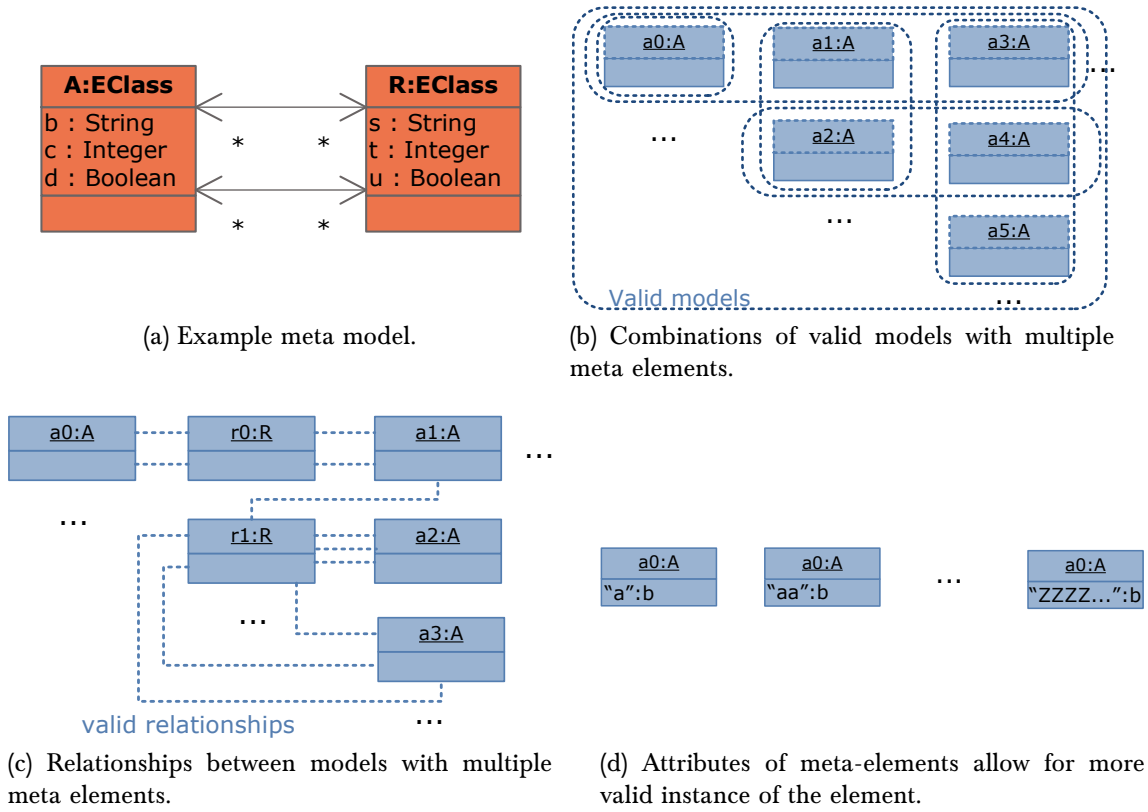 A:EClass
b : String
c : Integer
d : Boolean
* *
* *
R:EClass
s : String
t : Integer
u : Boolean
(a) Example meta model.
a0:A
a1:A
a3:A
...
...
a2:A
a4:A
...
a5:A
Valid models
...
(b) Combinations of valid models with multiple
meta elements.
a0:A
r0:R
a1:A
...
...
r1:R
a2:A
...
a3:A
valid relationships
...
(c) Relationships between models with multiple
meta elements.
a0:A
"a":b
a0:A
"aa":b
...
a0:A
"ZZZZ...":b
(d) Attributes of meta-elements allow for more
valid instance of the element.